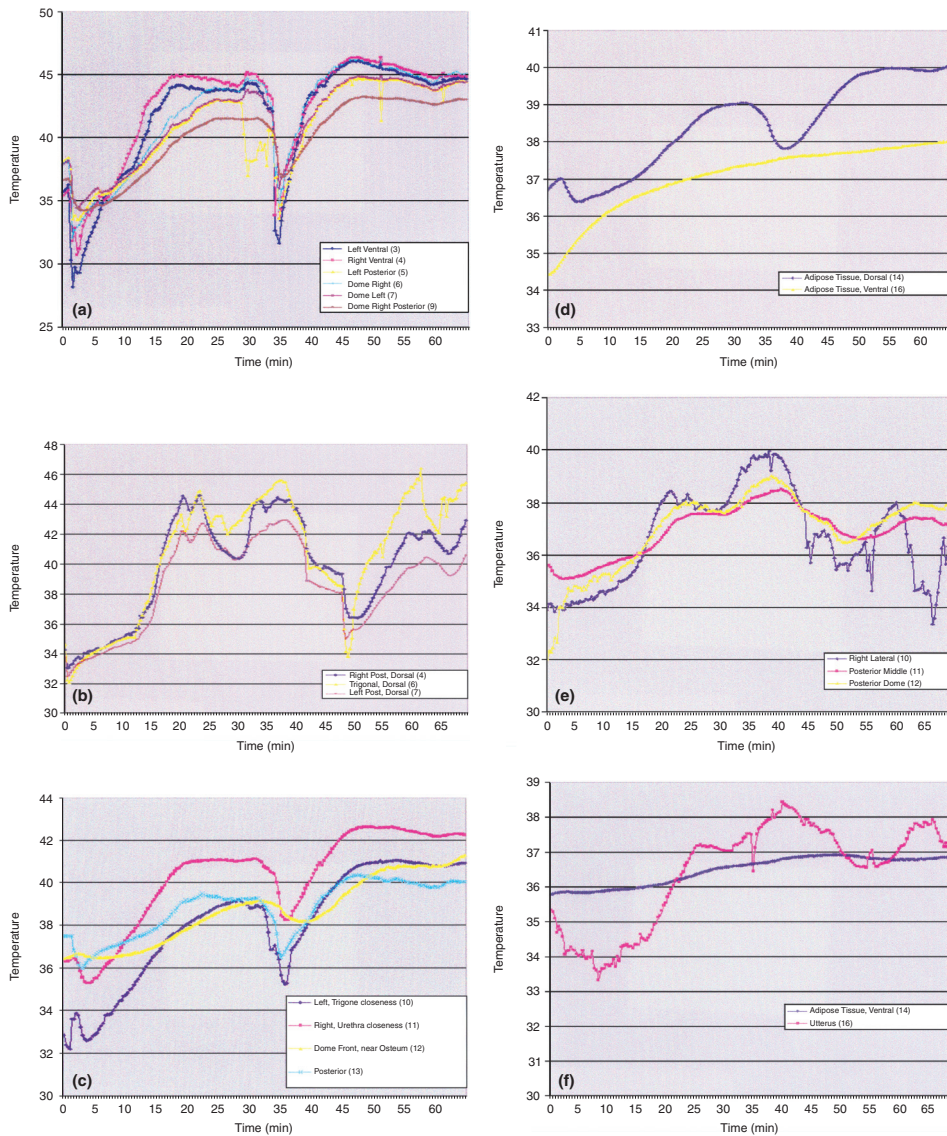 50
45
40
35
30
25
Temperature
Left Ventral (3)
Right Ventral (4)
Left Posterior (5)
Dome Right (6)
Dome Left (7)
Dome Right Posterior (9)
(a)
0 5 10 15 20 25 30 35 40 45 50 55 60
Time (min)
41
40
39
38
37
36
35
34
33
Temperature
Adipose Tissue, Dorsal (14)
Adipose Tissue, Ventral (16)
(d)
0 5 10 15 20 25 30 35 40 45 50 55 60
Time (min)
48
46
44
42
40
38
36
34
32
30
Temperature
Right Post, Dorsal (4)
Trigonal, Dorsal (6)
Left Post, Dorsal (7)
(b)
0 5 10 15 20 25 30 35 40 45 50 55 60 65
Time (min)
42
40
38
36
34
32
30
Temperature
Right Lateral (10)
Posterior Middle (11)
Posterior Dome (12)
(e)
0 5 10 15 20 25 30 35 40 45 50 55 60 65
Time (min)
44
42
40
38
36
34
32
30
Temperature
Left, Trigone closeness (10)
Right, Urethra closeness (11)
Dome Front, near Osteum (12)
Posterior (13)
(c)
0 5 10 15 20 25 30 35 40 45 50 55 60
Time (min)
39
38
37
36
35
34
33
32
31
30
Temperature
Adipose Tissue, Ventral (14)
Utterus (16)
(f)
0 5 10 15 20 25 30 35 40 45 50 55 60 65
Time (min)